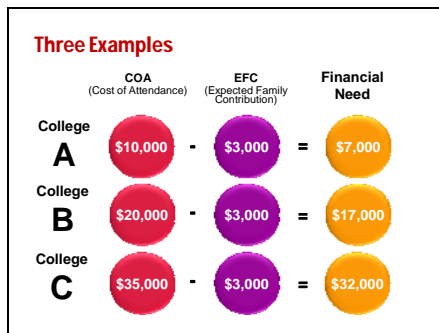 Three Examples
COA
(Cost of Attendance)
EFC
(Expected Family
Contribution)
Financial
Need
College
A
$10,000 - $3,000 = $7,000
College
B
$20,000 - $3,000 = $17,000
College
C
$35,000 - $3,000 = $32,000